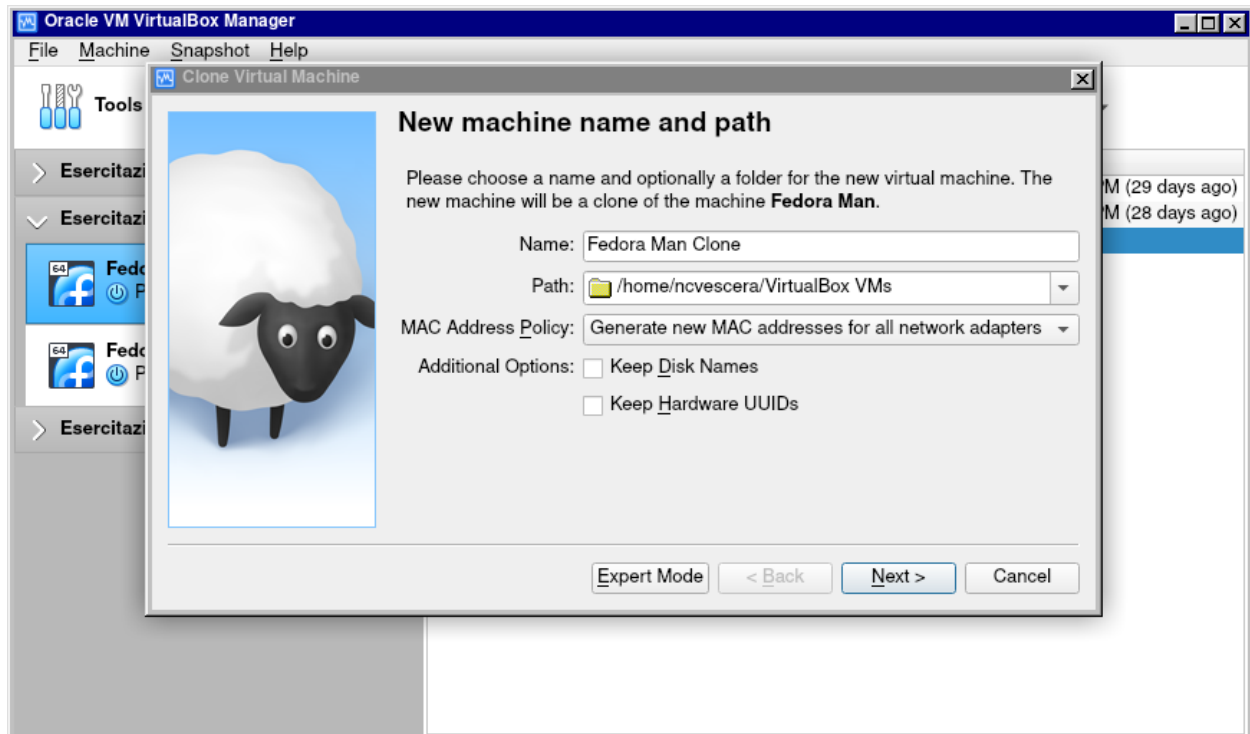 Oracle VM VirtualBox Manager
File Machine Snapshot Help
Clone Virtual Machine
Tools
New machine name and path
Please choose a name and optionally a folder for the new virtual machine. The
new machine will be a clone of the machine Fedora Man.
Name: Fedora Man Clone
Path: /home/ncvescera/VirtualBox VMs
MAC Address Policy: Generate new MAC addresses for all network adapters
Additional Options: Keep Disk Names
Keep Hardware UUIDs
Expert Mode < Back Next > Cancel
Esercitazi
Esercitazi
64 Fedo
P
64 Fedo
P
Esercitazi
M (29 days ago)
M (28 days ago)